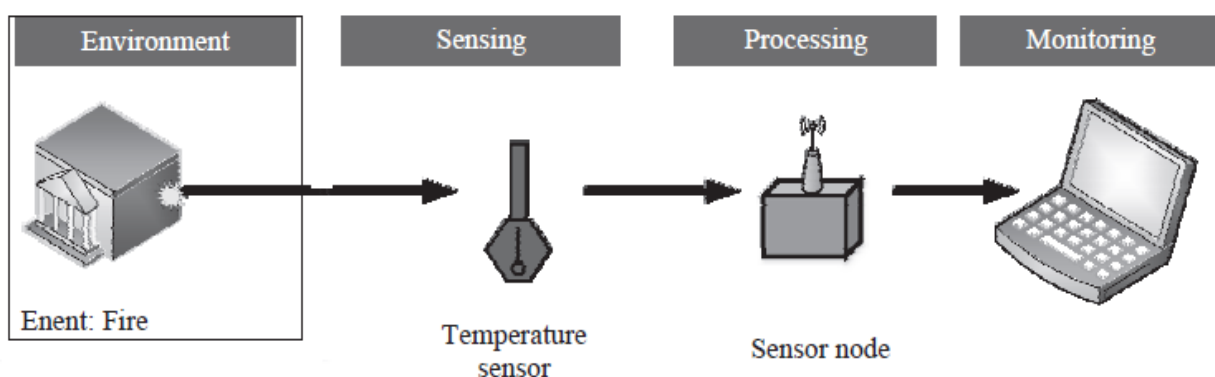 Environment
Sensing
Processing
Monitoring
Enent: Fire
Temperature
sensor
Sensor node